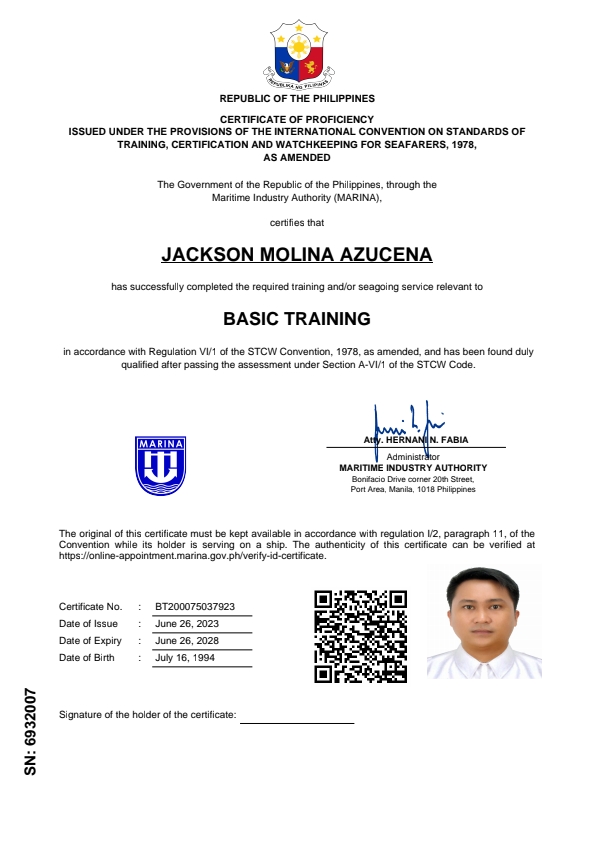 REPUBLIKA NG PILIPINAS
REPUBLIC OF THE PHILIPPINES
CERTIFICATE OF PROFICIENCY
ISSUED UNDER THE PROVISIONS OF THE INTERNATIONAL CONVENTION ON STANDARDS OF
TRAINING, CERTIFICATION AND WATCHKEEPING FOR SEAFARERS, 1978,
AS AMENDED
The Government of the Republic of the Philippines, through the
Maritime Industry Authority (MARINA),
certifies that
JACKSON MOLINA AZUCENA
has successfully completed the required training and/or seagoing service relevant to
BASIC TRAINING
in accordance with Regulation VI/1 of the STCW Convention, 1978, as amended, and has been found duly
qualified after passing the assessment under Section A-VI/1 of the STCW Code.
MARINA
Atty. HERNANI N. FABIA
Administrator
MARITIME INDUSTRY AUTHORITY
Bonifacio Drive corner 20th Street,
Port Area, Manila, 1018 Philippines
The original of this certificate must be kept available in accordance with regulation I/2, paragraph 11, of the
Convention while its holder is serving on a ship. The authenticity of this certificate can be verified at
https://online-appointment.marina.gov.ph/verify-id-certificate.
Certificate No. : BT200075037923
Date of Issue : June 26, 2023
Date of Expiry : June 26, 2028
Date of Birth : July 16, 1994
Signature of the holder of the certificate:
SN: 6932007